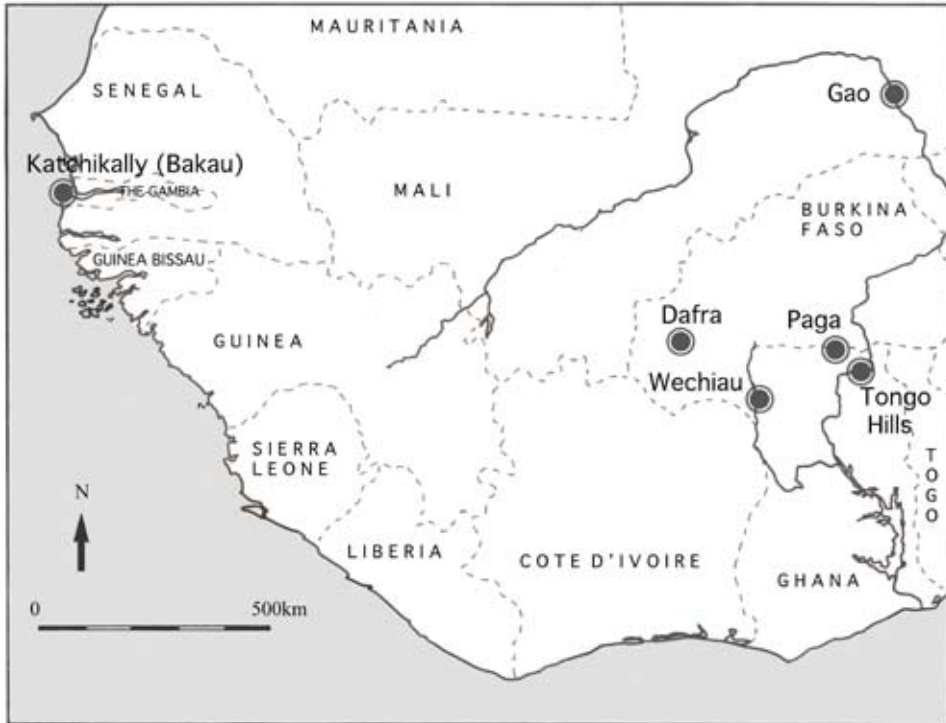 MAURITANIA
SENEGAL
Gao
Katchikally (Bakau)
THE GAMBIA
MALI
BURKINA
FASO
GUINEA BISSAU
Dafra
Paga
GUINEA
Wechiau
Tongo
Hills
SIERRA
LEONE
TOGO
N
LIBERIA
COTE D'IVOIRE
GHANA
0 500km